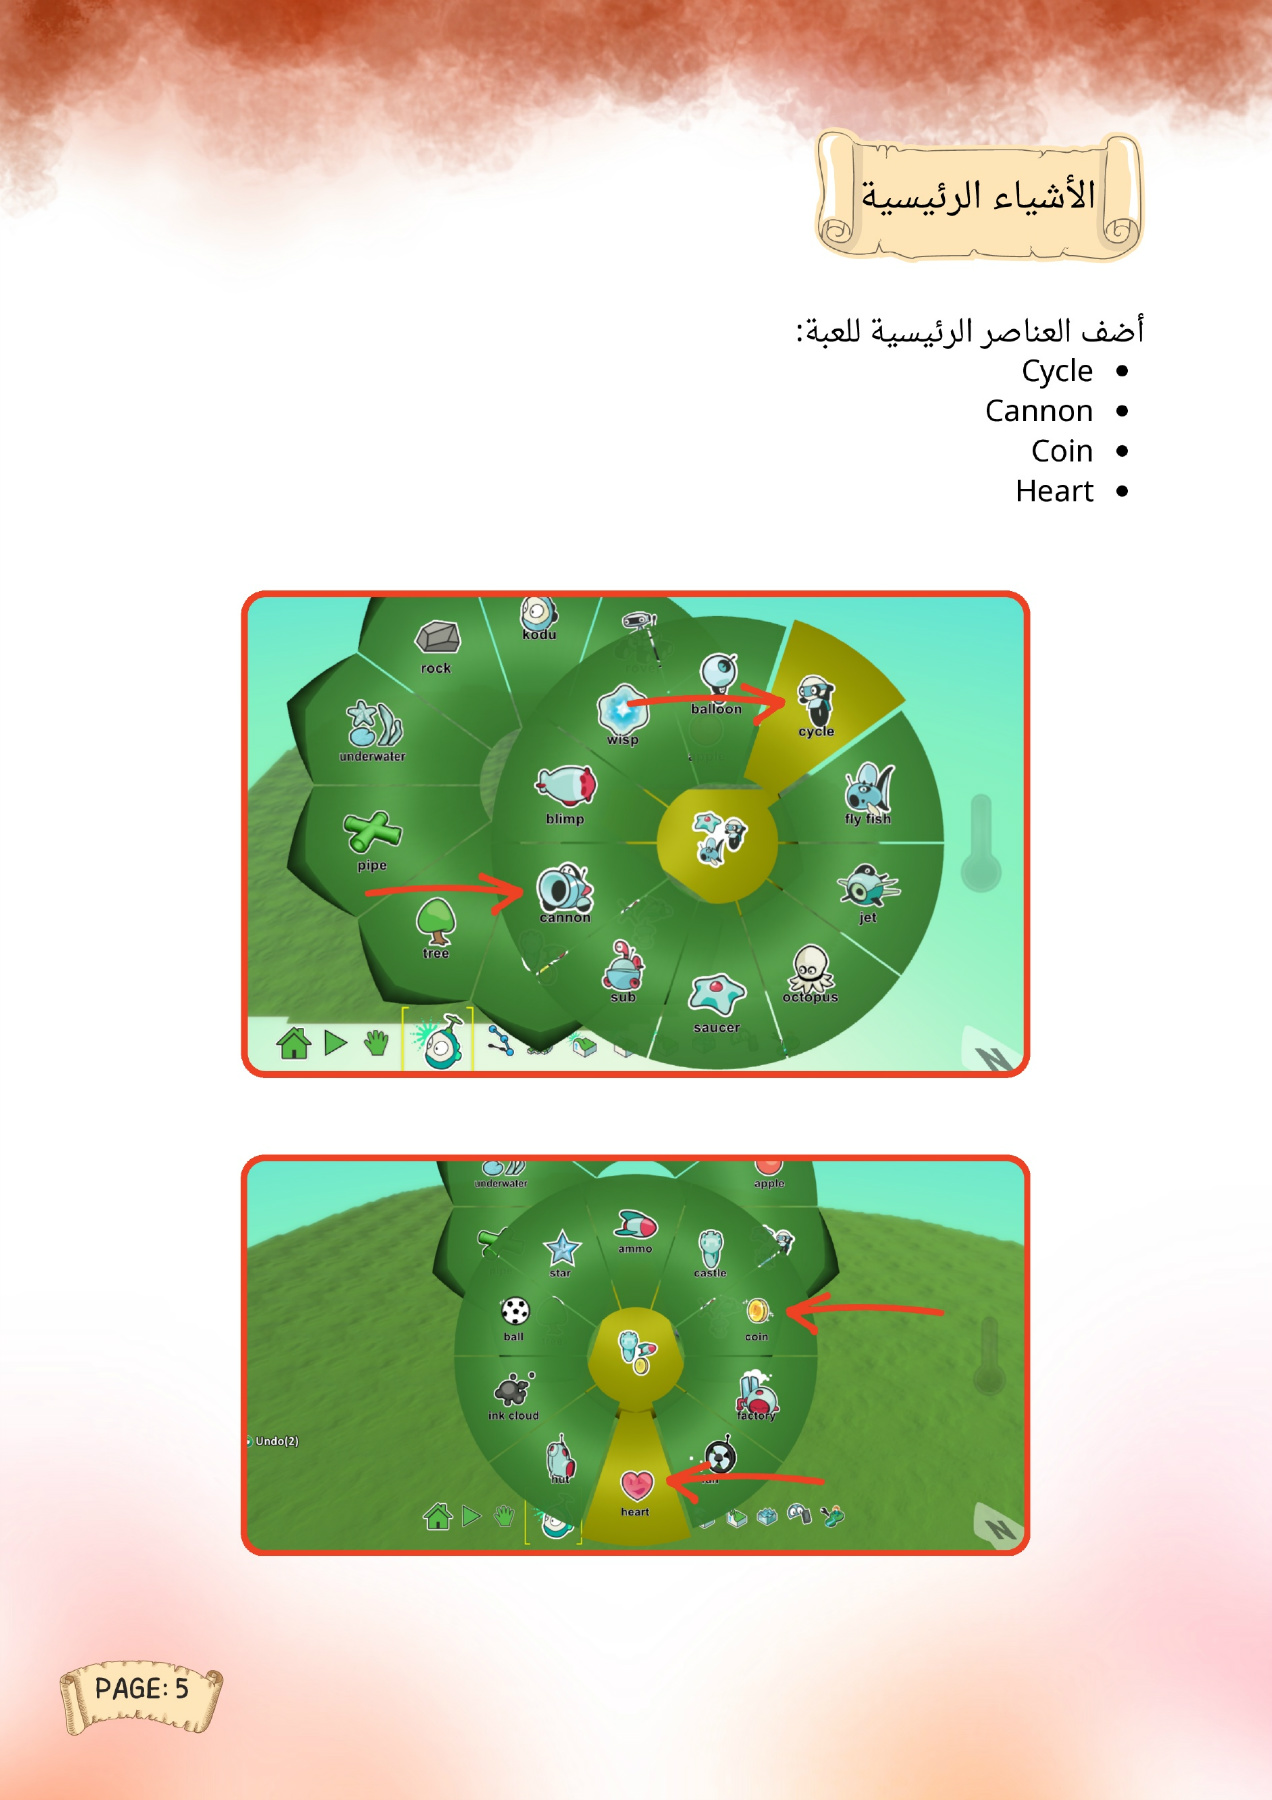 الأشياء الرئيسية
أضف العناصر الرئيسية للعبة:
• Cycle
• Cannon
• Coin
• Heart
kodu
rock
underwater
pipe
tree
balloon
cycle
wisp
fly fish
blimp
cannon
jet
sub
octopus
saucer
N
underwater
apple
ammo
star
castle
ball
coin
ink cloud
factory
Undo(2)
hut
heart
N
PAGE: 5